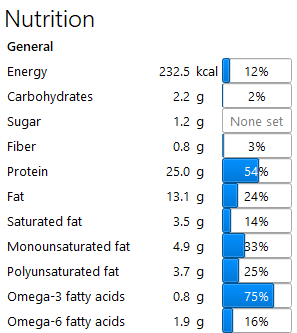 Nutrition
General
Energy 232.5 kcal 12%
Carbohydrates 2.2 g 2%
Sugar 1.2 g None set
Fiber 0.8 g 3%
Protein 25.0 g 54%
Fat 13.1 g 24%
Saturated fat 3.5 g 14%
Monounsaturated fat 4.9 g 33%
Polyunsaturated fat 3.7 g 25%
Omega-3 fatty acids 0.8 g 75%
Omega-6 fatty acids 1.9 g 16%